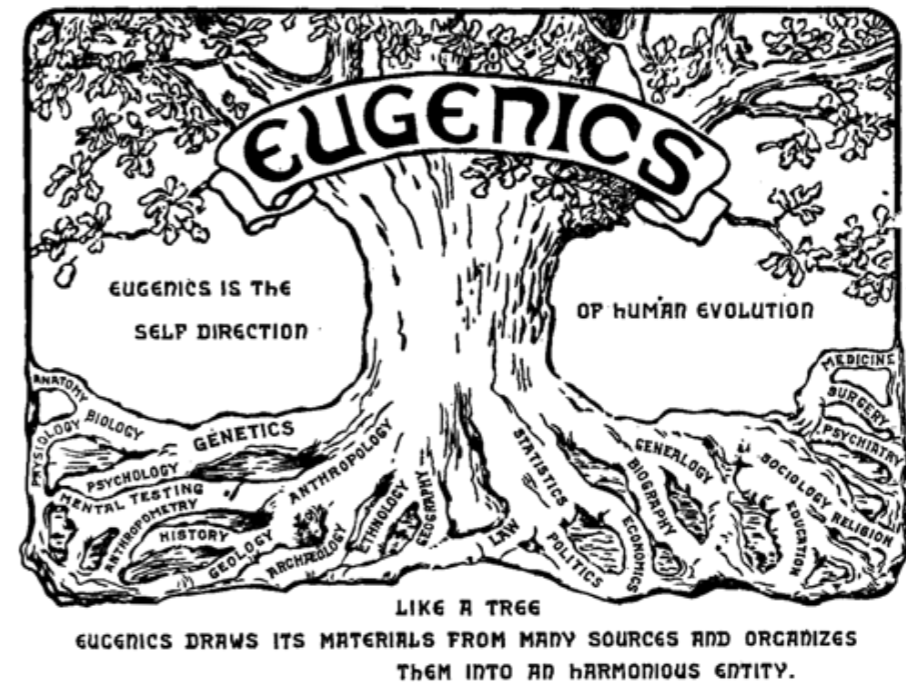 EUGENICS
EUGENICS IS THE
SELF DIRECTION
OF HUMAN EVOLUTION
ANATOMY
PHYSIOLOGY
BIOLOGY
GENETICS
PSYCHOLOGY
MENTAL TESTING
ANTHROPOMETRY
HISTORY
GEOLOGY
ANTHROPOLOGY
ARCHÆOLOGY
ETHNOLOGY
GEOGRAPHY
LAW
STATISTICS
POLITICS
ECONOMICS
BIOGRAPHY
GENEALOGY
SOCIOLOGY
EDUCATION
RELIGION
PSYCHIATRY
SURGERY
MEDICINE
LIKE A TREE
EUGENICS DRAWS ITS MATERIALS FROM MANY SOURCES AND ORGANIZES
THEM INTO AN HARMONIOUS ENTITY.